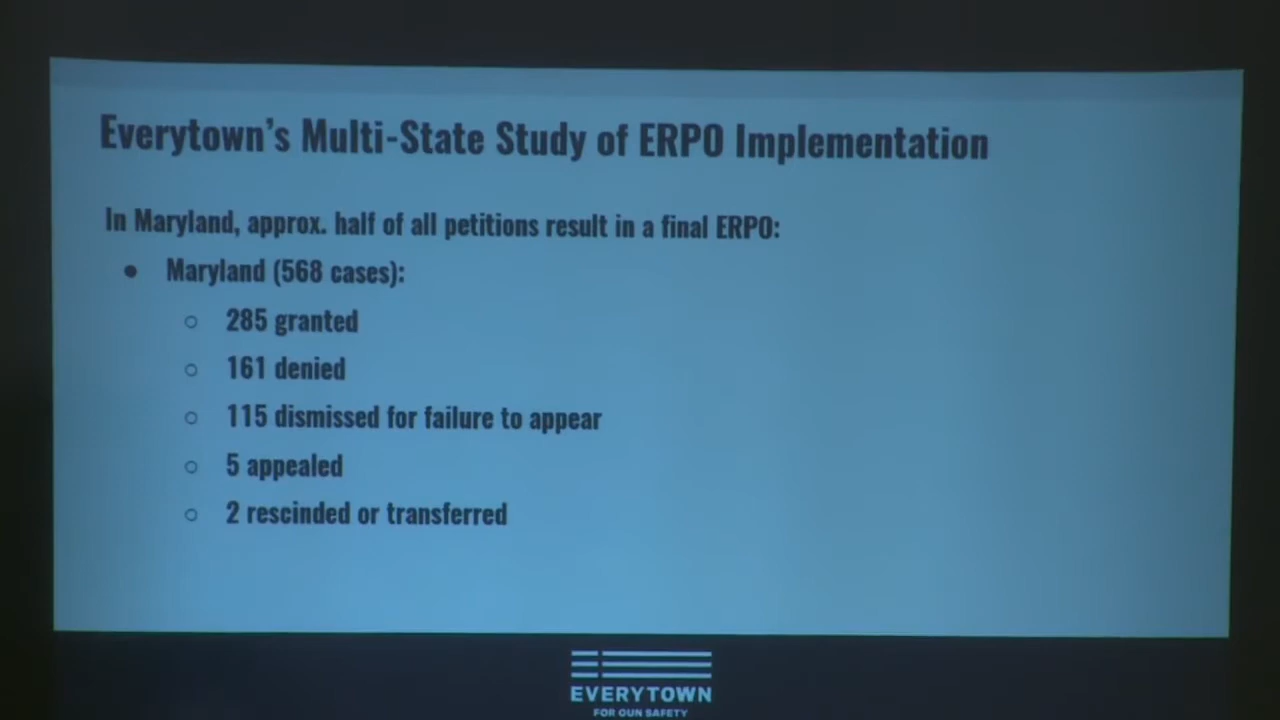 Everytown's Multi-State Study of ERPO Implementation
In Maryland, approx. half of all petitions result in a final ERPO:
• Maryland (568 cases):
○ 285 granted
○ 161 denied
○ 115 dismissed for failure to appear
○ 5 appealed
○ 2 rescinded or transferred
EVERYTOWN
FOR GUN SAFETY